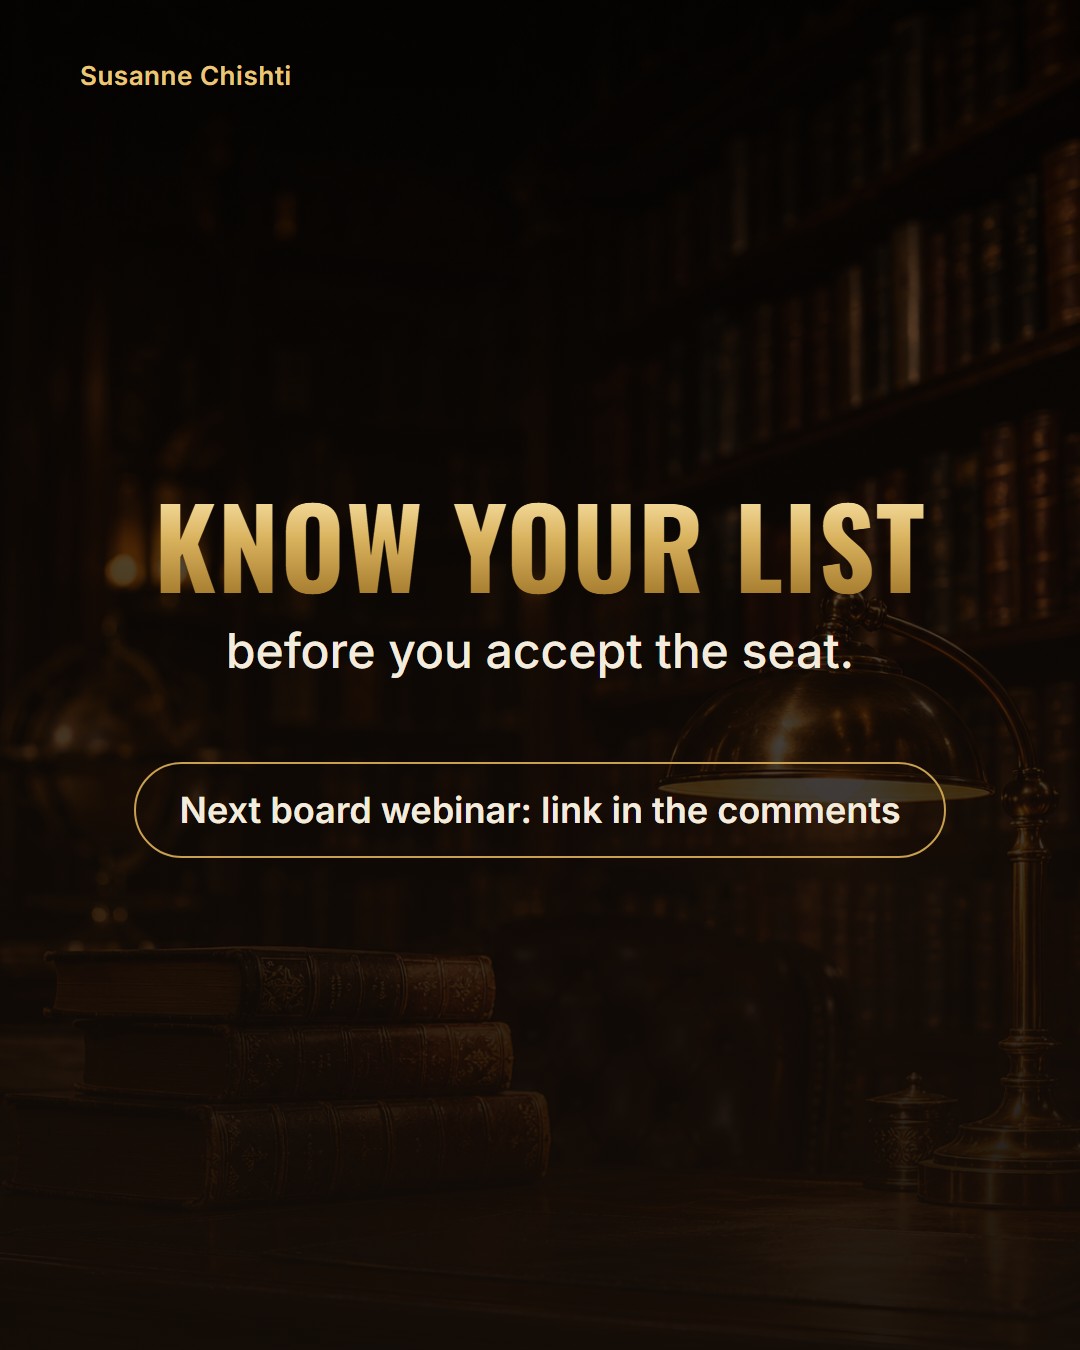 Susanne Chishti
KNOW YOUR LIST
before you accept the seat.
Next board webinar: link in the comments